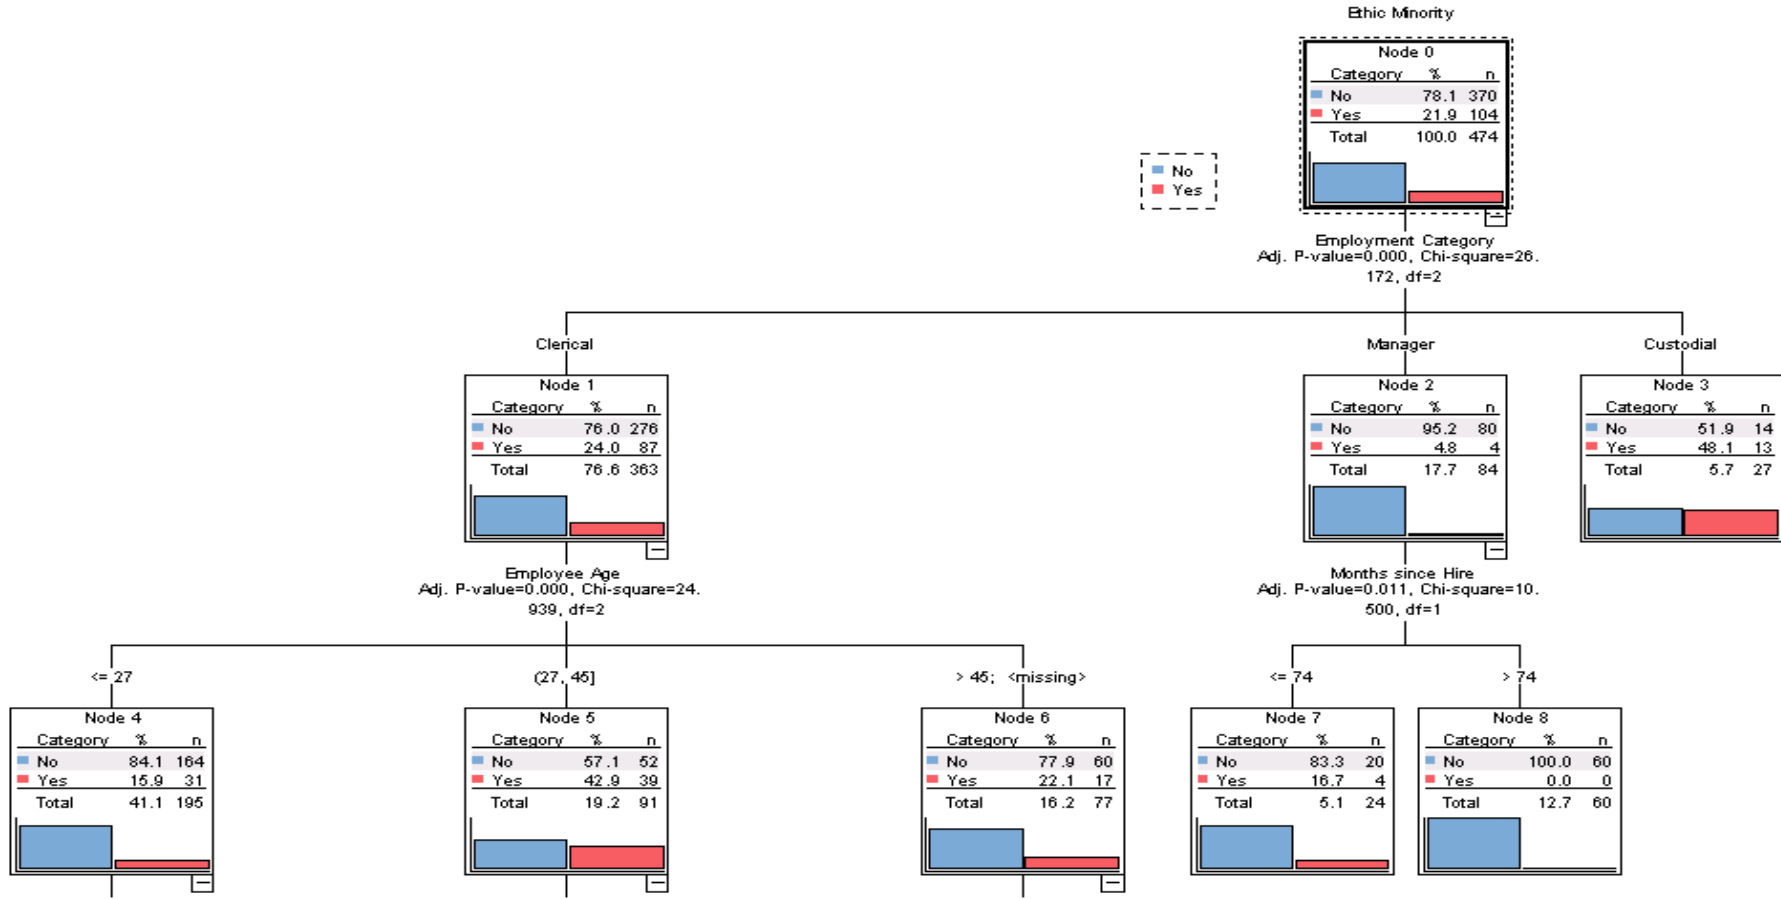 Ethic Minority
Node 0
Category % n
No 78.1 370
Yes 21.9 104
Total 100.0 474
No
Yes
Employment Category
Adj. P-value=0.000, Chi-square=26.
172, df=2
Clerical
Manager
Custodial
Node 1
Category % n
No 76.0 276
Yes 24.0 87
Total 76.6 363
Node 2
Category % n
No 95.2 80
Yes 4.8 4
Total 17.7 84
Node 3
Category % n
No 51.9 14
Yes 48.1 13
Total 5.7 27
Employee Age
Adj. P-value=0.000, Chi-square=24.
939, df=2
Months since Hire
Adj. P-value=0.011, Chi-square=10.
500, df=1
<= 27
(27, 45]
> 45; <missing>
<= 74
> 74
Node 4
Category % n
No 84.1 164
Yes 15.9 31
Total 41.1 195
Node 5
Category % n
No 57.1 52
Yes 42.9 39
Total 19.2 91
Node 6
Category % n
No 77.9 60
Yes 22.1 17
Total 16.2 77
Node 7
Category % n
No 83.3 20
Yes 16.7 4
Total 5.1 24
Node 8
Category % n
No 100.0 60
Yes 0.0 0
Total 12.7 60